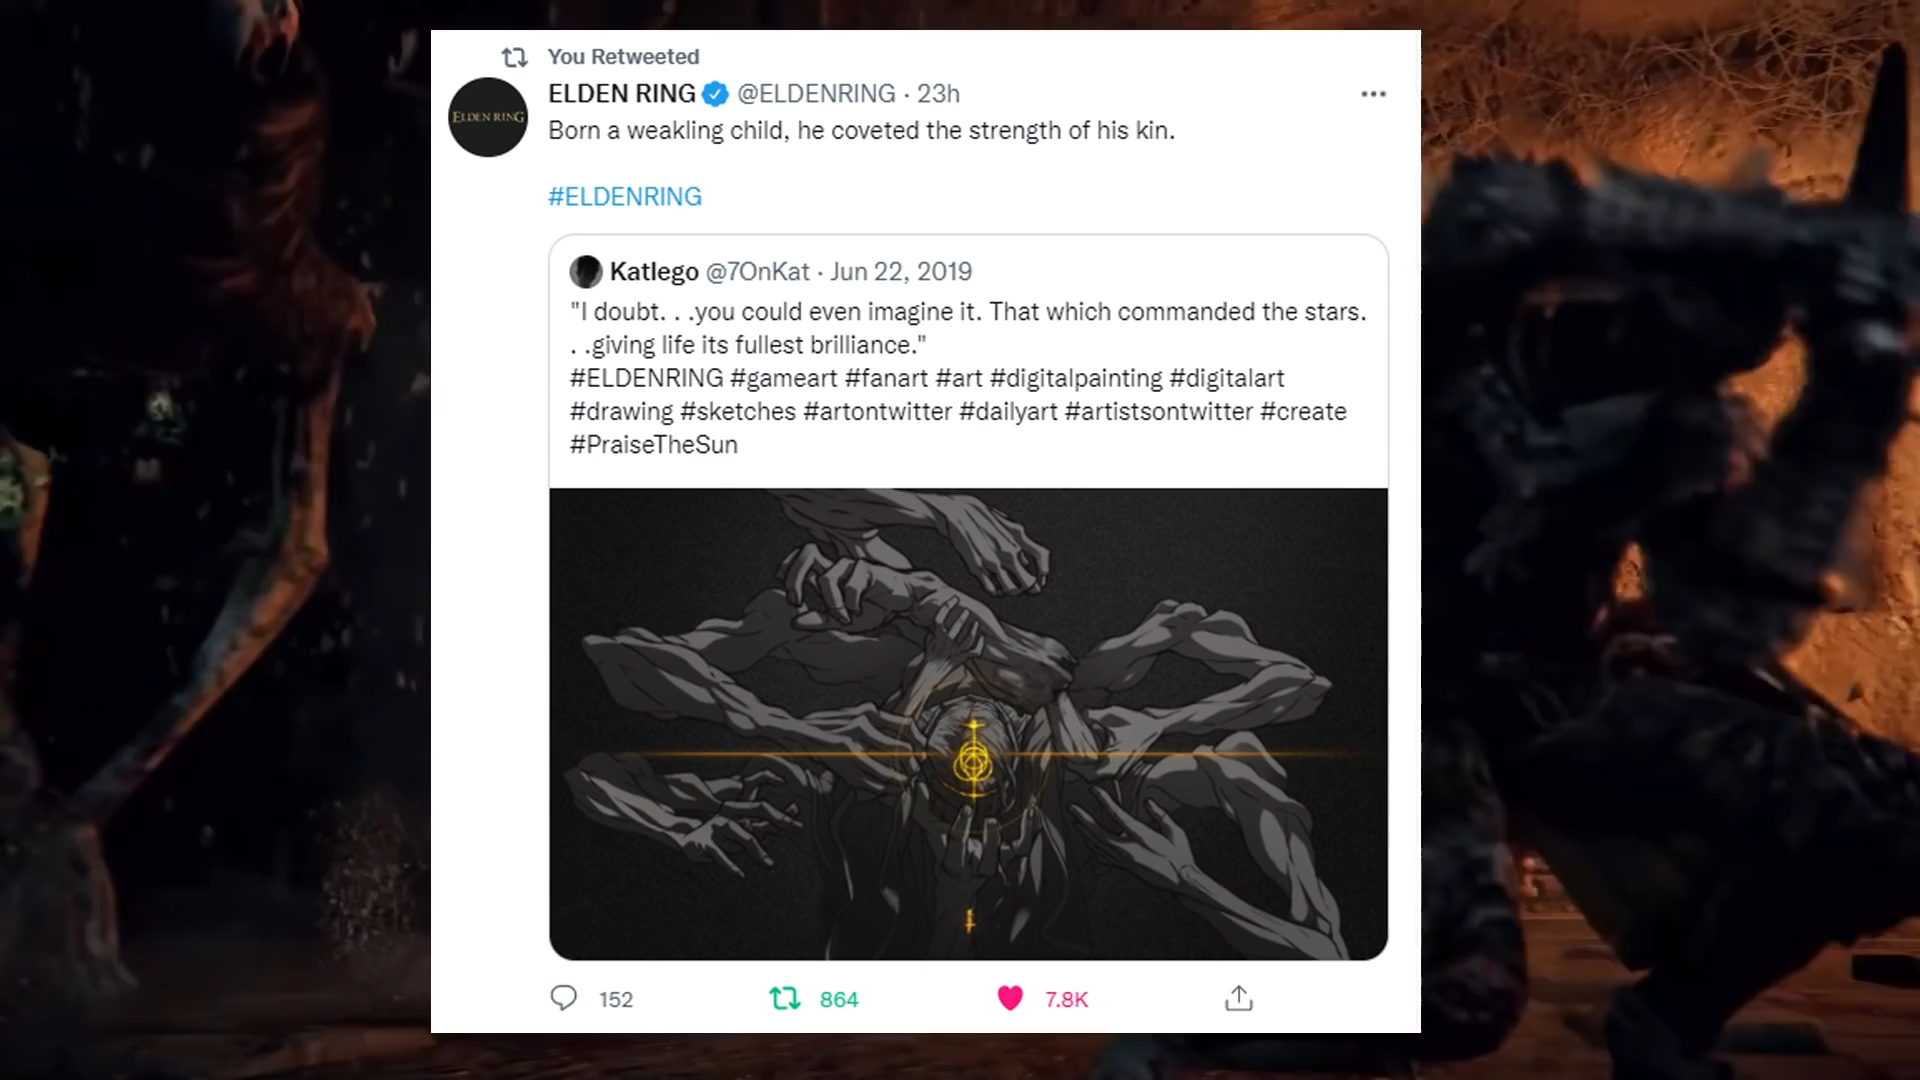 You Retweeted
ELDEN RING @ELDENRING · 23h
ELDEN RING
Born a weakling child, he coveted the strength of his kin.
#ELDENRING
Katlego @7OnKat · Jun 22, 2019
"I doubt. . .you could even imagine it. That which commanded the stars.
. .giving life its fullest brilliance."
#ELDENRING #gameart #fanart #art #digitalpainting #digitalart
#drawing #sketches #artontwitter #dailyart #artistsontwitter #create
#PraiseTheSun
152 864 7.8K